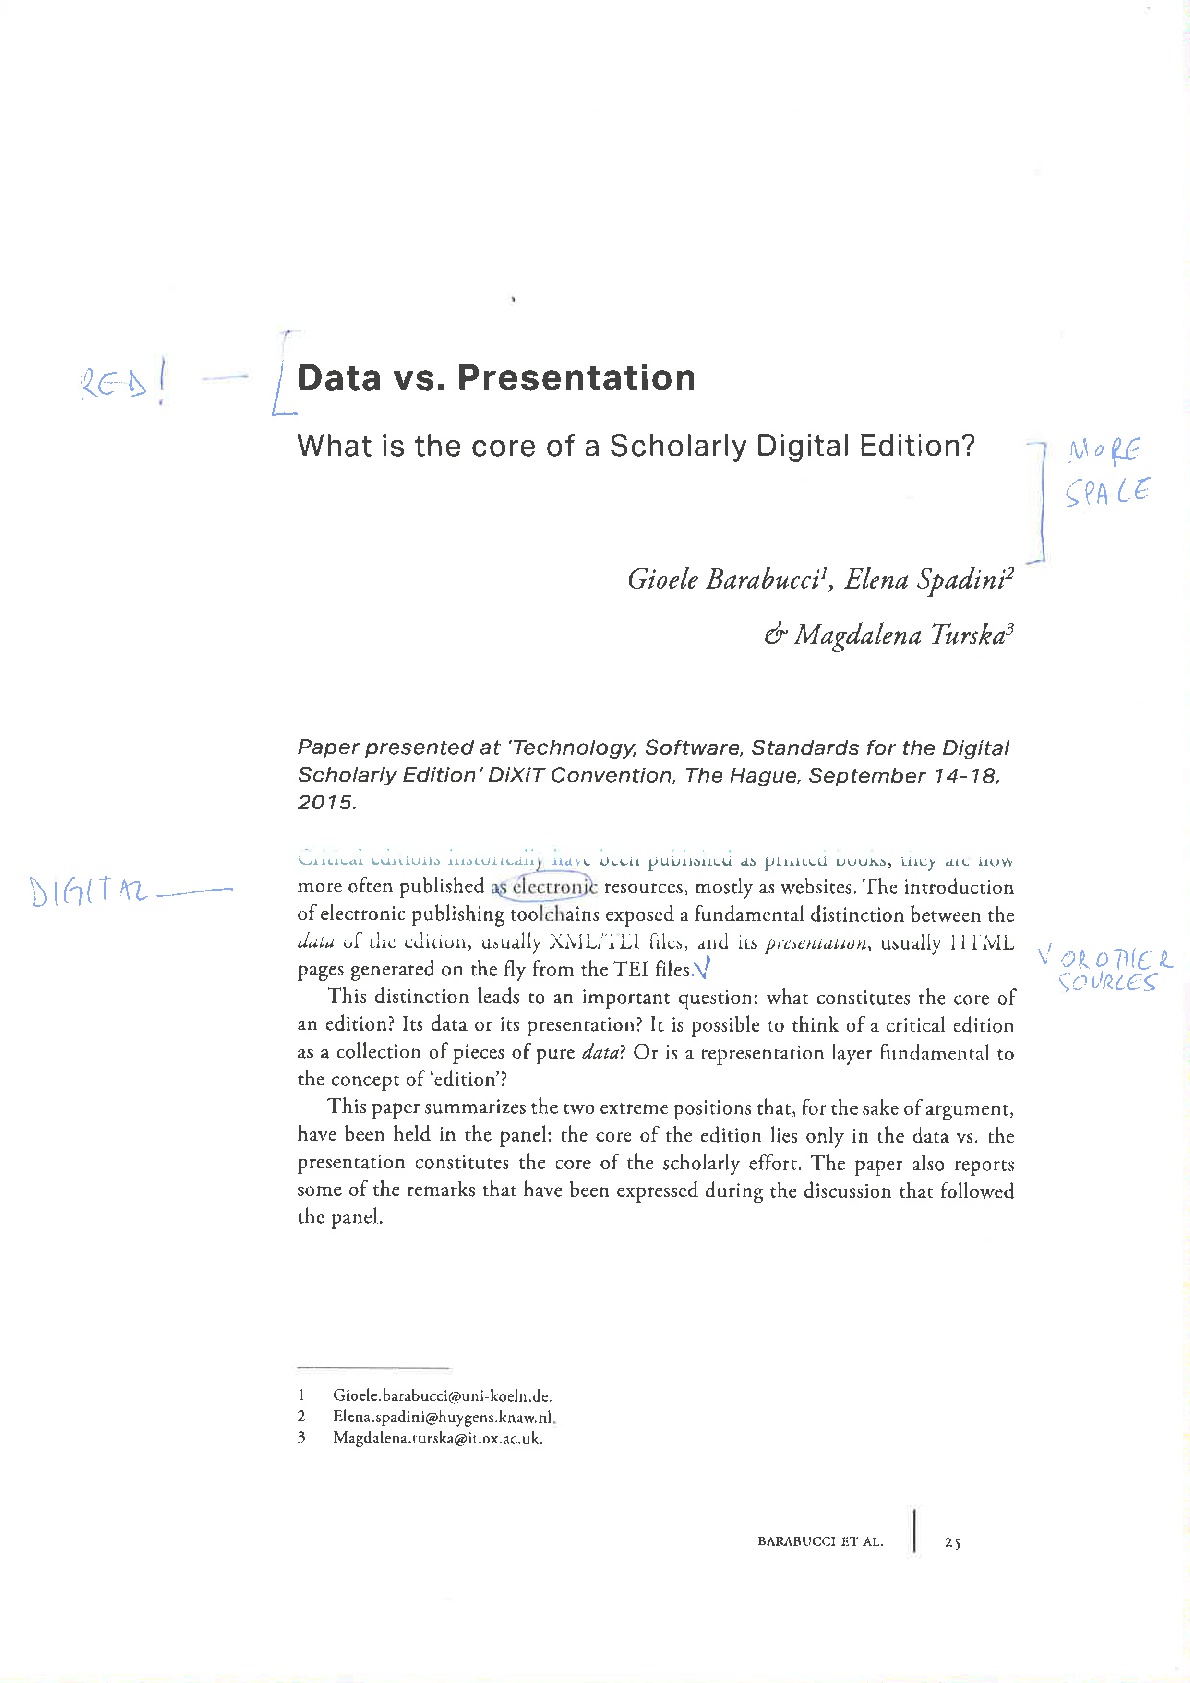 RED! Data vs. Presentation
What is the core of a Scholarly Digital Edition?
MORE
SPACE
Gioele Barabucci1, Elena Spadini2
& Magdalena Turska3
Paper presented at 'Technology, Software, Standards for the Digital
Scholarly Edition' DiXiT Convention, The Hague, September 14-18,
2015.
Critical editions historically have been published as printed books, they are now
DIGITAL more often published as electronic resources, mostly as websites. The introduction
of electronic publishing toolchains exposed a fundamental distinction between the
data of the edition, usually XML/TEI files, and its presentation, usually HTML
pages generated on the fly from the TEI files.
OR OTHER
SOURCES
This distinction leads to an important question: what constitutes the core of
an edition? Its data or its presentation? It is possible to think of a critical edition
as a collection of pieces of pure data? Or is a representation layer fundamental to
the concept of 'edition'?
This paper summarizes the two extreme positions that, for the sake of argument,
have been held in the panel: the core of the edition lies only in the data vs. the
presentation constitutes the core of the scholarly effort. The paper also reports
some of the remarks that have been expressed during the discussion that followed
the panel.
1 Gioele.barabucci@uni-koeln.de.
2 Elena.spadini@huygens.knaw.nl.
3 Magdalena.turska@it.ox.ac.uk.
BARABUCCI ET AL. 25